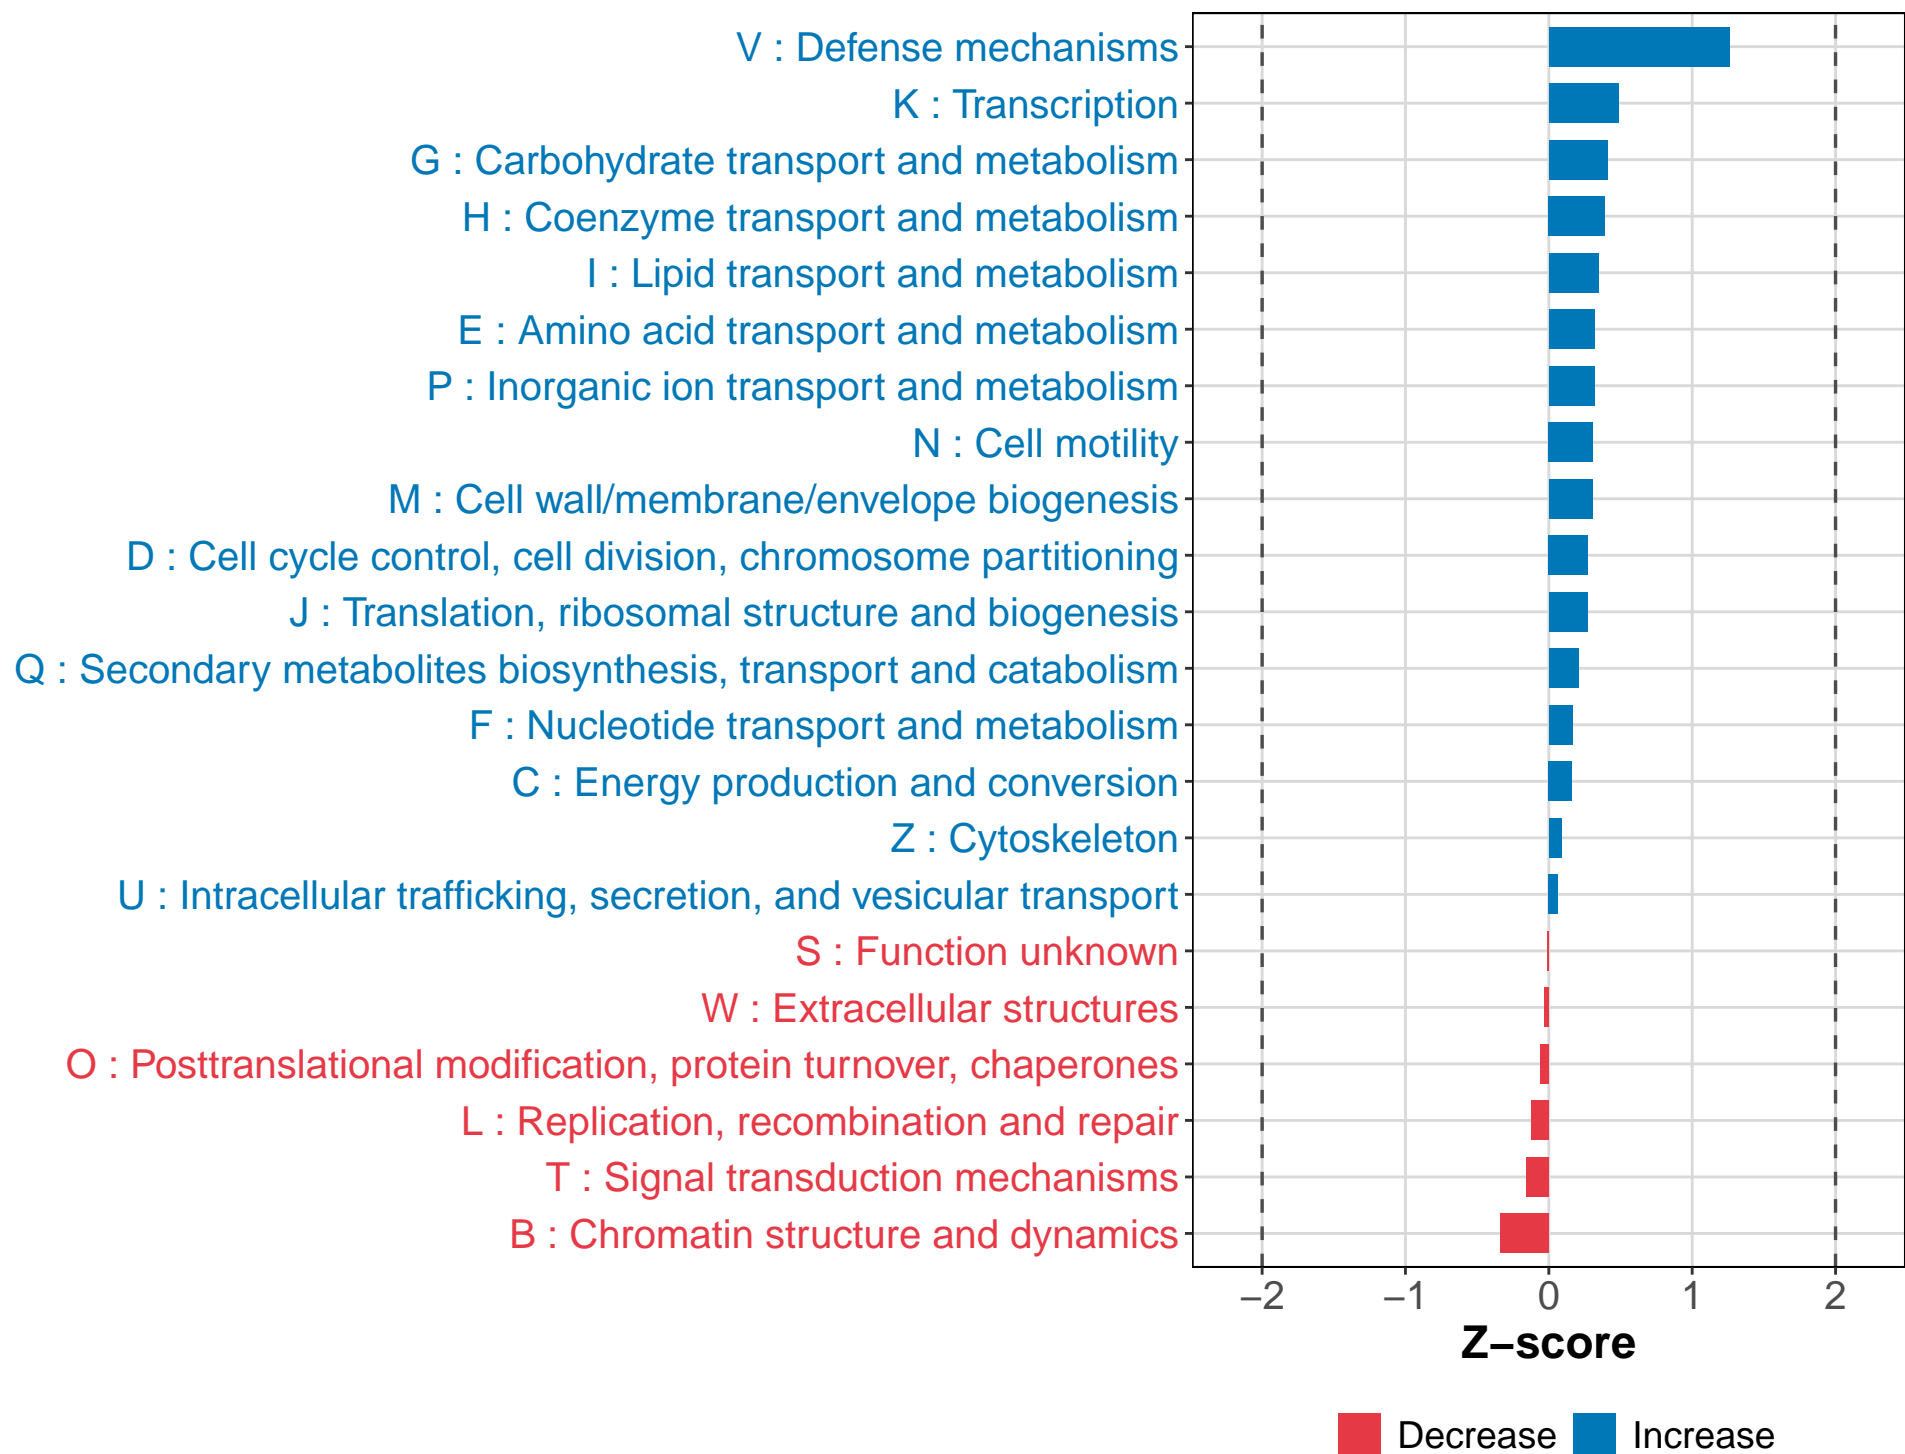 V : Defense mechanisms
K : Transcription
G : Carbohydrate transport and metabolism
H : Coenzyme transport and metabolism
I : Lipid transport and metabolism
E : Amino acid transport and metabolism
P : Inorganic ion transport and metabolism
N : Cell motility
M : Cell wall/membrane/envelope biogenesis
D : Cell cycle control, cell division, chromosome partitioning
J : Translation, ribosomal structure and biogenesis
Q : Secondary metabolites biosynthesis, transport and catabolism
F : Nucleotide transport and metabolism
C : Energy production and conversion
Z : Cytoskeleton
U : Intracellular trafficking, secretion, and vesicular transport
S : Function unknown
W : Extracellular structures
O : Posttranslational modification, protein turnover, chaperones
L : Replication, recombination and repair
T : Signal transduction mechanisms
B : Chromatin structure and dynamics
−2 −1 0 1 2
Z−score
Decrease Increase